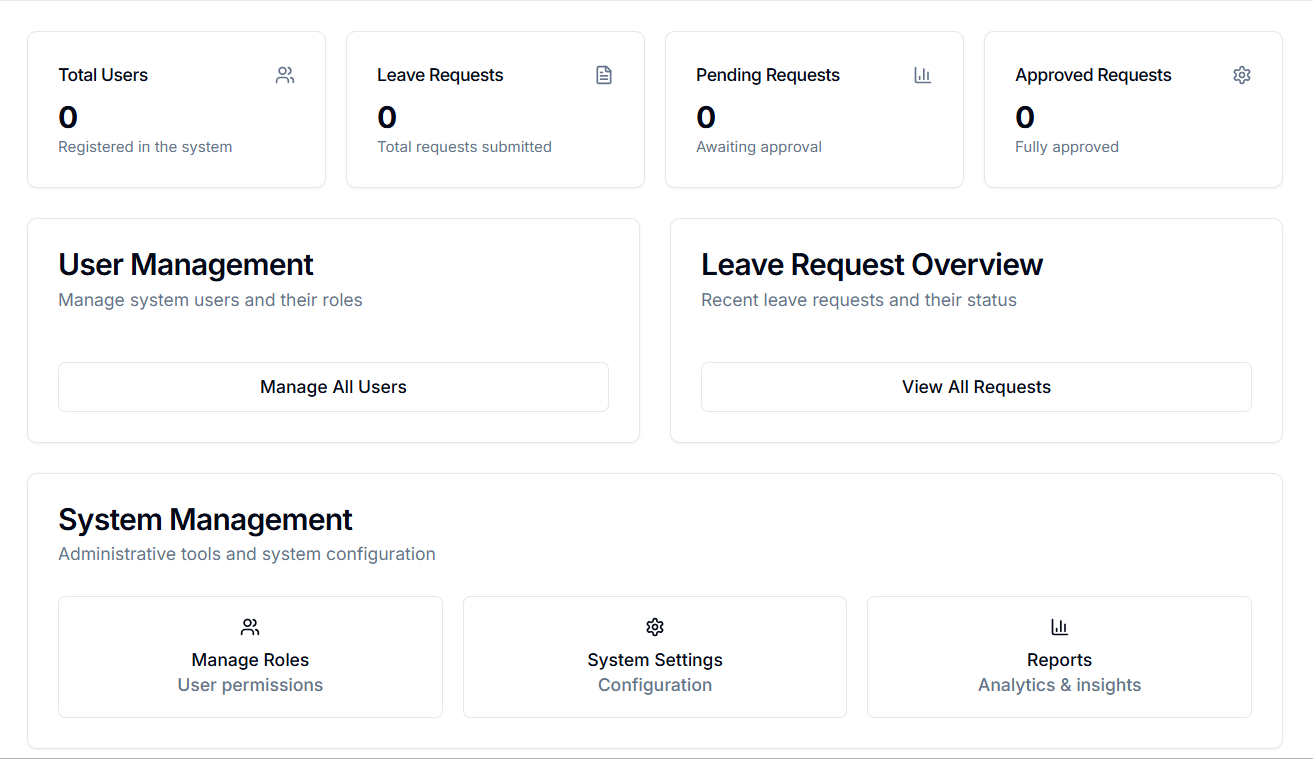 Total Users
0
Registered in the system
Leave Requests
0
Total requests submitted
Pending Requests
0
Awaiting approval
Approved Requests
0
Fully approved
User Management
Manage system users and their roles
Manage All Users
Leave Request Overview
Recent leave requests and their status
View All Requests
System Management
Administrative tools and system configuration
Manage Roles
User permissions
System Settings
Configuration
Reports
Analytics & insights